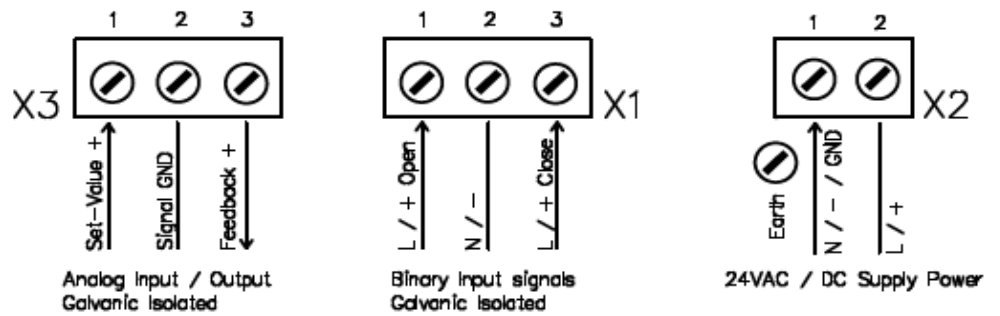 1 2 3
X3
Set-Value +
Signal GND
Feedback +
Analog Input / Output
Galvanic Isolated
1 2 3
X1
L / + Open
N / -
L / + Close
Binary Input signals
Galvanic Isolated
1 2
X2
Earth
N / - / GND
L / +
24VAC / DC Supply Power